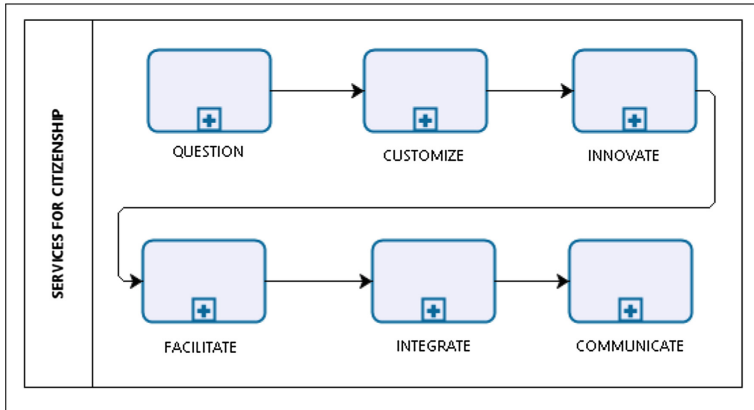 SERVICES FOR CITIZENSHIP
QUESTION
CUSTOMIZE
INNOVATE
FACILITATE
INTEGRATE
COMMUNICATE